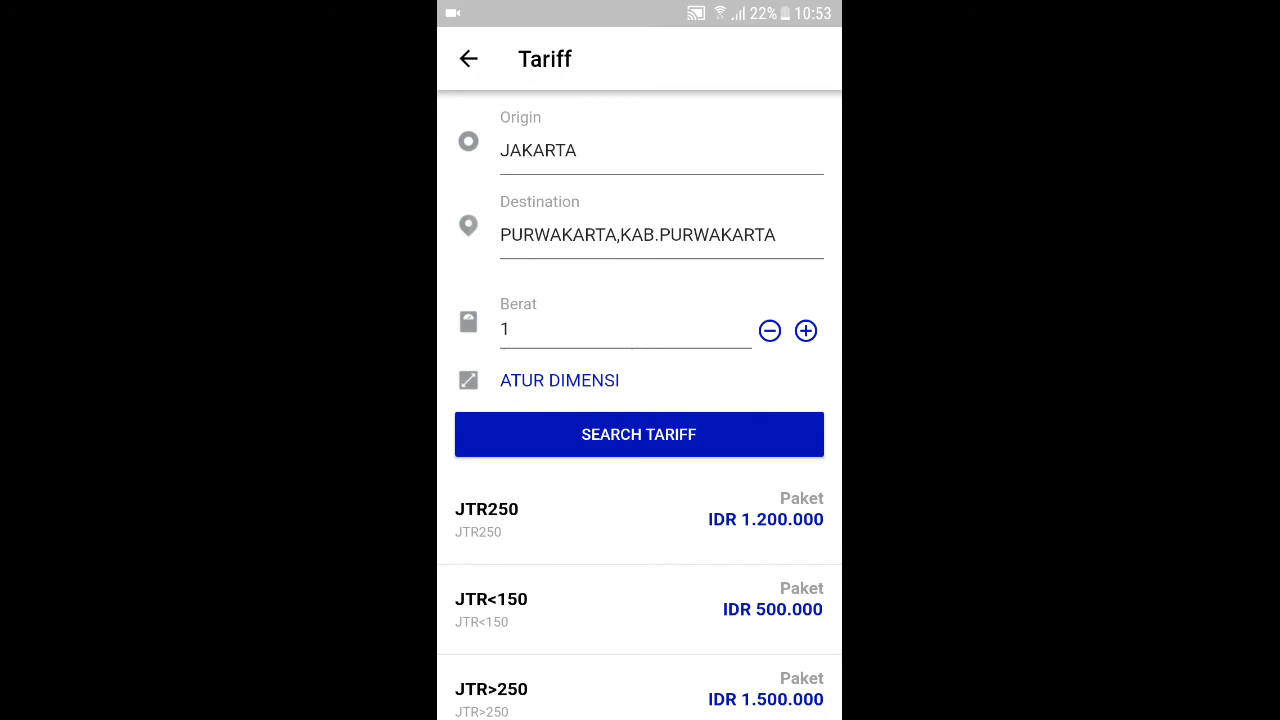 22% 10:53
Tariff
Origin
JAKARTA
Destination
PURWAKARTA,KAB.PURWAKARTA
Berat
1
ATUR DIMENSI
SEARCH TARIFF
Paket
JTR250
IDR 1.200.000
JTR250
Paket
JTR<150
IDR 500.000
JTR<150
Paket
JTR>250
IDR 1.500.000
JTR>250